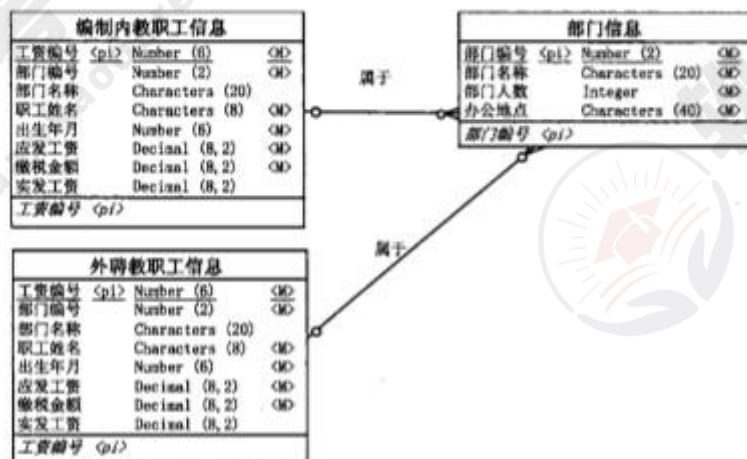 编制内教职工信息
工资编号 <pi> Number (6) <M>
部门编号 Number (2) <M>
部门名称 Characters (20)
职工姓名 Characters (8) <M>
出生年月 Number (6) <M>
应发工资 Decimal (8,2) <M>
缴税金额 Decimal (8,2) <M>
实发工资 Decimal (8,2)
工资编号 <pi>
属于
部门信息
部门编号 <pi> Number (2) <M>
部门名称 Characters (20) <M>
部门人数 Integer <M>
办公地点 Characters (40) <M>
部门编号 <pi>
属于
外聘教职工信息
工资编号 <pi> Number (6) <M>
部门编号 Number (2) <M>
部门名称 Characters (20)
职工姓名 Characters (8) <M>
出生年月 Number (6) <M>
应发工资 Decimal (8,2) <M>
缴税金额 Decimal (8,2) <M>
实发工资 Decimal (8,2)
工资编号 <pi>